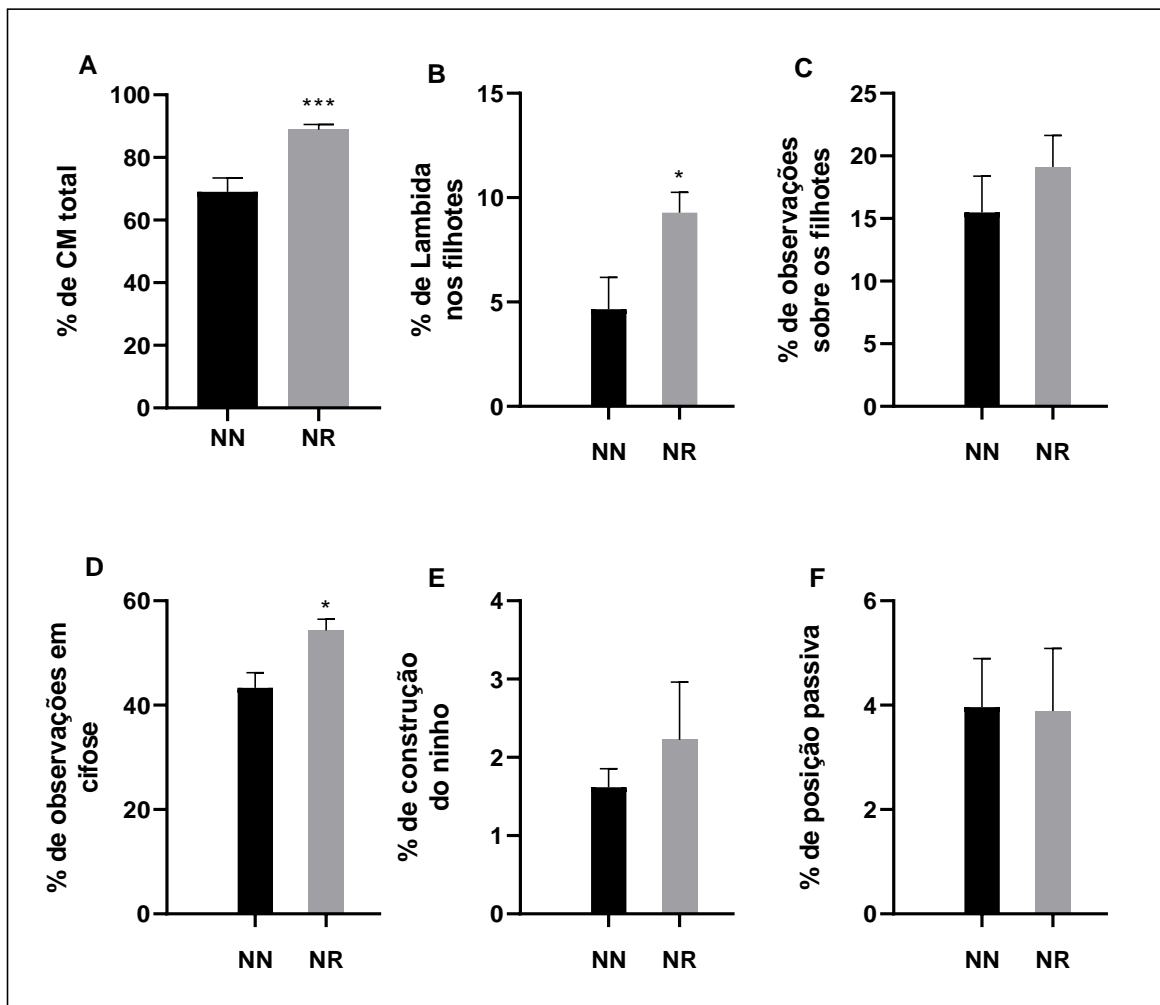 A
% de CM total
100
80
60
40
20
0
***
NN NR
B
% de Lambida
nos filhotes
15
10
5
0
*
NN NR
C
% de observações
sobre os filhotes
25
20
15
10
5
0
NN NR
D
% de observações em
cifose
60
40
20
0
*
NN NR
E
% de construção
do ninho
4
3
2
1
0
NN NR
F
% de posição passiva
6
4
2
0
NN NR